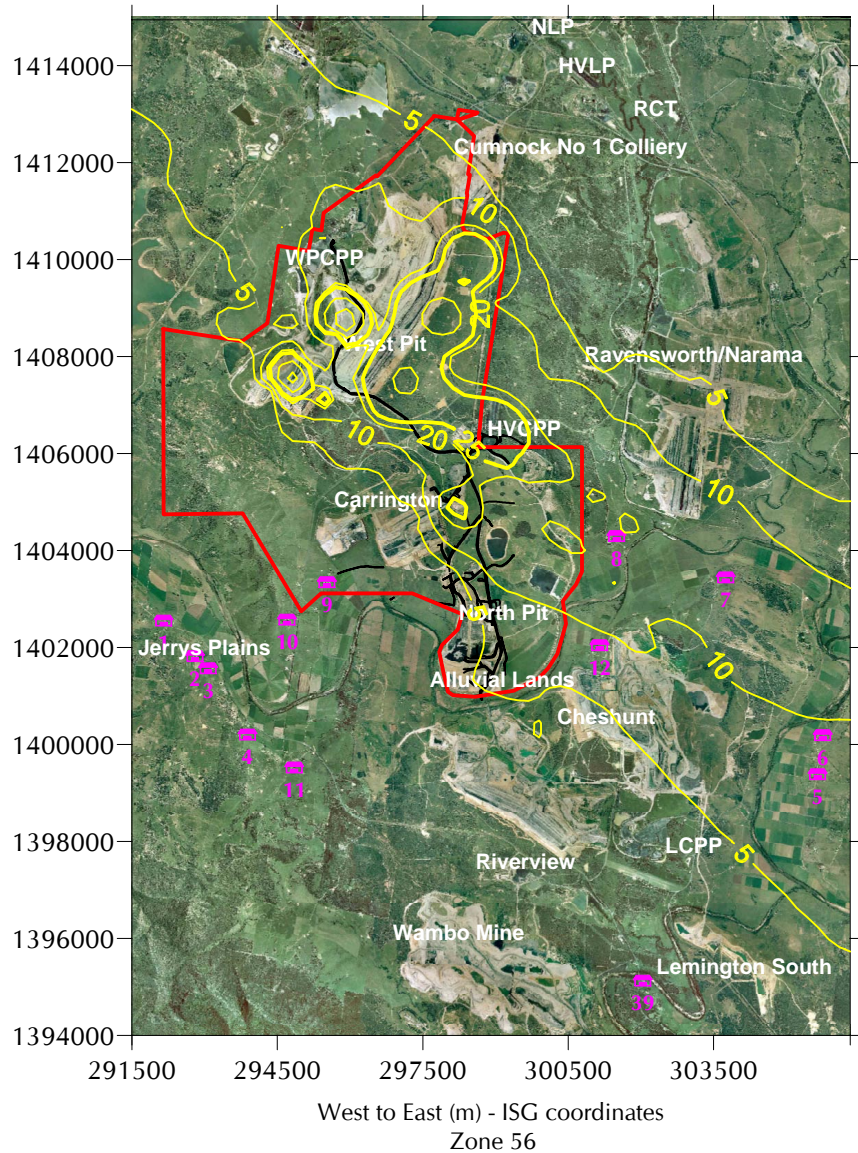 NLP
1414000
HVLP
RCT
5
Cumnock No 1 Colliery
1412000
10
WPCPP
1410000
5
20
1408000
West Pit
Ravensworth/Narama
5
10
20
25
HVCPP
1406000
10
Carrington
1404000
8
9
7
5
North Pit
1
10
1402000
Jerrys Plains
2
3
12
10
Alluvial Lands
Cheshunt
1400000
4
6
11
5
1398000
Riverview
LCPP
5
1396000
Wambo Mine
Lemington South
39
1394000
291500 294500 297500 300500 303500
West to East (m) - ISG coordinates
Zone 56